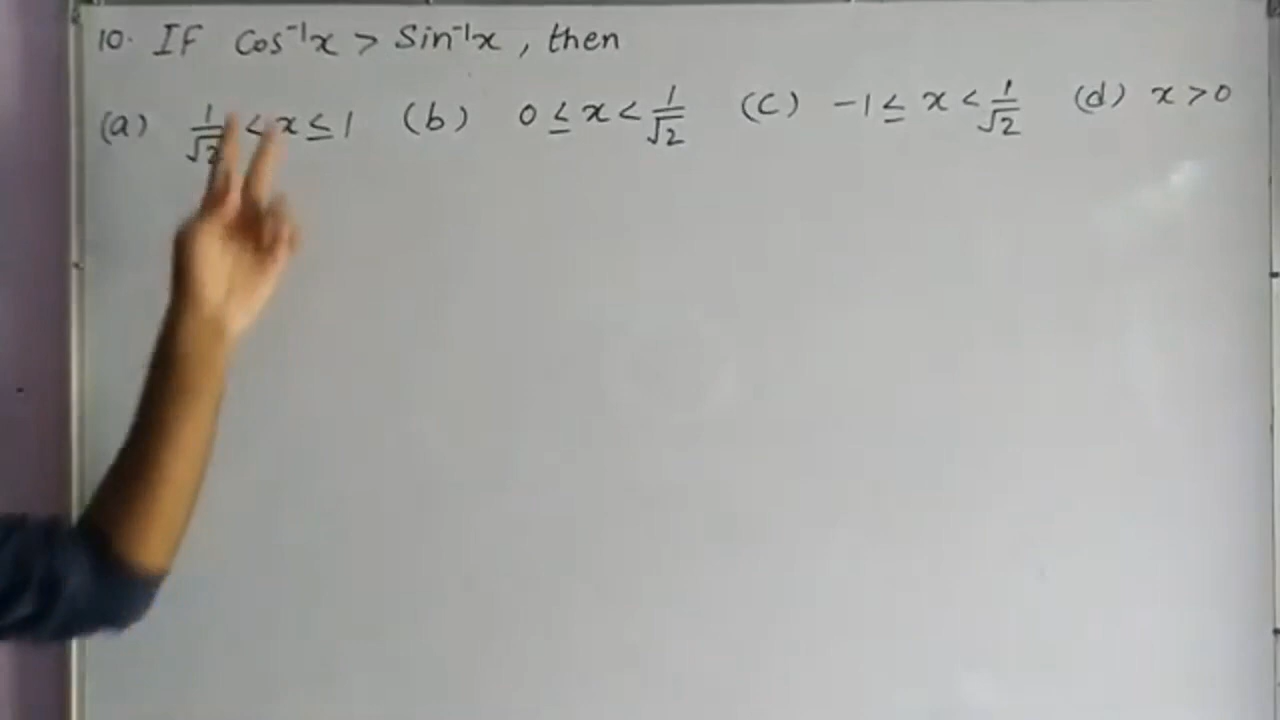 10. If Cos⁻¹x > Sin⁻¹x, then
(a) 1/√2 < x ≤ 1 (b) 0 ≤ x < 1/√2 (c) -1 ≤ x < 1/√2 (d) x > 0